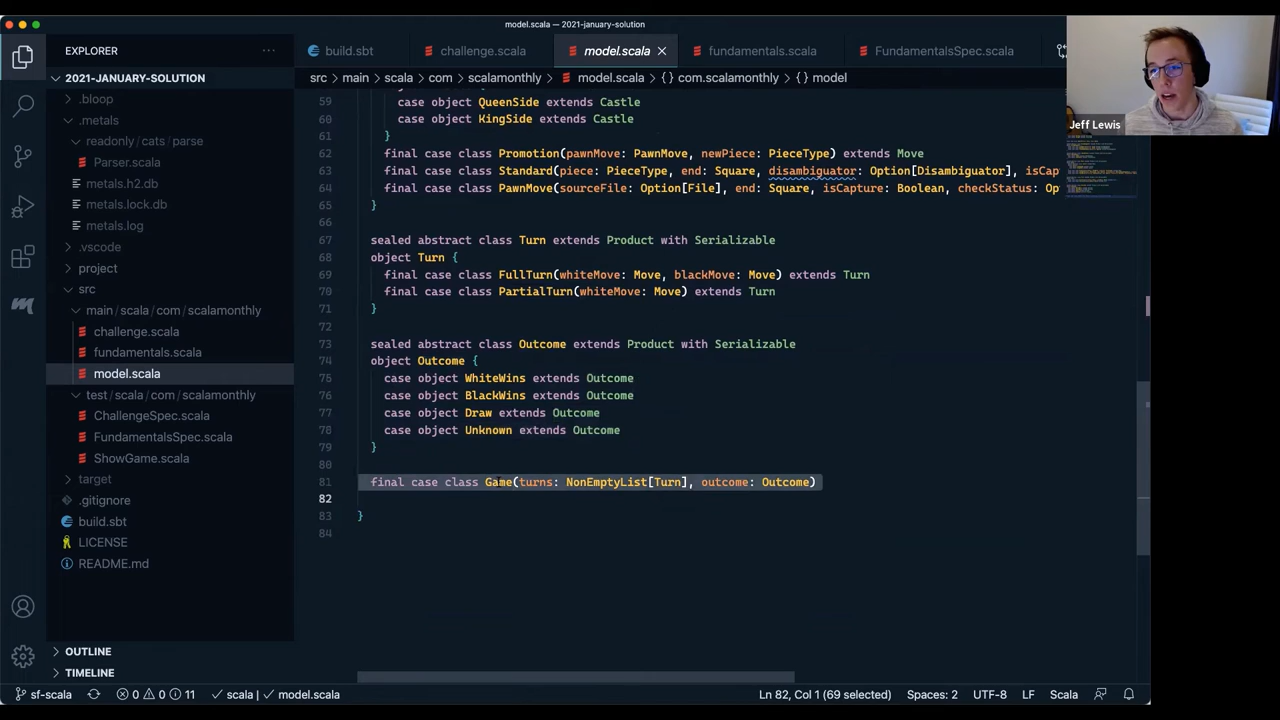 model.scala — 2021-january-solution
EXPLORER
build.sbt
challenge.scala
model.scala
fundamentals.scala
FundamentalsSpec.scala
src > main > scala > com > scalamonthly > model.scala > {} com.scalamonthly > {} model
Jeff Lewis
2021-JANUARY-SOLUTION
.bloop
.metals
readonly / cats / parse
Parser.scala
metals.h2.db
metals.lock.db
metals.log
.vscode
project
src
main / scala / com / scalamonthly
challenge.scala
fundamentals.scala
model.scala
test / scala / com / scalamonthly
ChallengeSpec.scala
FundamentalsSpec.scala
ShowGame.scala
target
.gitignore
build.sbt
LICENSE
README.md
OUTLINE
TIMELINE
59 case object QueenSide extends Castle
60 case object KingSide extends Castle
61 }
62 final case class Promotion(pawnMove: PawnMove, newPiece: PieceType) extends Move
63 final case class Standard(piece: PieceType, end: Square, disambiguator: Option[Disambiguator], isCap
64 final case class PawnMove(sourceFile: Option[File], end: Square, isCapture: Boolean, checkStatus: Op
65 }
66
67 sealed abstract class Turn extends Product with Serializable
68 object Turn {
69 final case class FullTurn(whiteMove: Move, blackMove: Move) extends Turn
70 final case class PartialTurn(whiteMove: Move) extends Turn
71 }
72
73 sealed abstract class Outcome extends Product with Serializable
74 object Outcome {
75 case object WhiteWins extends Outcome
76 case object BlackWins extends Outcome
77 case object Draw extends Outcome
78 case object Unknown extends Outcome
79 }
80
81 final case class Game(turns: NonEmptyList[Turn], outcome: Outcome)
82
83 }
84
sf-scala 0 0 11 scala | model.scala Ln 82, Col 1 (69 selected) Spaces: 2 UTF-8 LF Scala